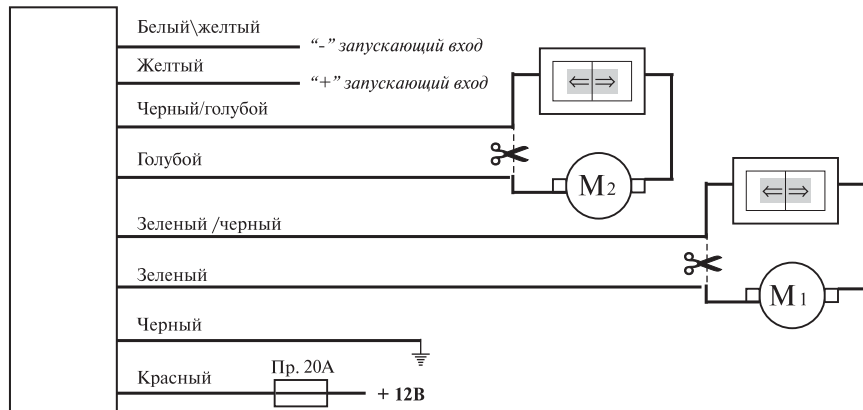 Белый\желтый
“-” запускающий вход
Желтый
“+” запускающий вход
Черный/голубой
Голубой
M2
Зеленый /черный
Зеленый
M1
Черный
Красный
Пр. 20А
+ 12В